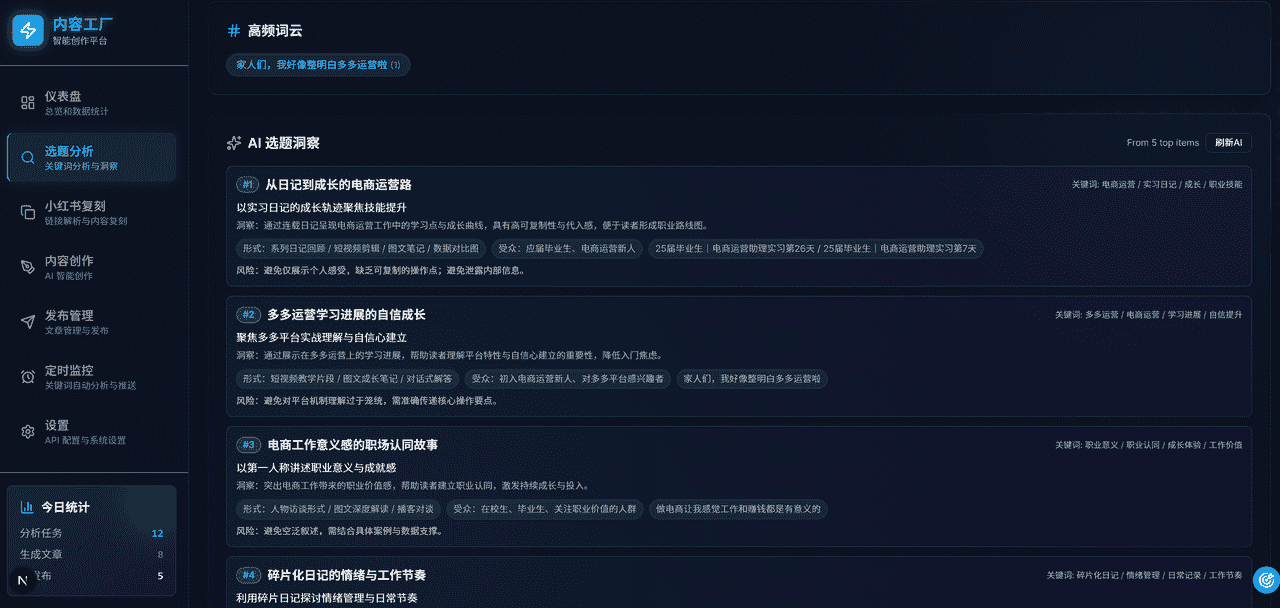 内容工厂
智能创作平台
仪表盘
总览和数据统计
选题分析
关键词分析与洞察
小红书复刻
链接解析与内容复刻
内容创作
AI 智能创作
发布管理
文章管理与发布
定时监控
关键词自动分析与推送
设置
API 配置与系统设置
今日统计
分析任务 12
生成文章 8
发布 5
N
# 高频词云
家人们，我好像整明白多多运营啦 (1)
AI 选题洞察
From 5 top items 刷新AI
#1 从日记到成长的电商运营路
关键词: 电商运营 / 实习日记 / 成长 / 职业技能
以实习日记的成长轨迹聚焦技能提升
洞察：通过连载日记呈现电商运营工作中的学习点与成长曲线，具有高可复制性与代入感，便于读者形成职业路线图。
形式：系列日记回顾 / 短视频剪辑 / 图文笔记 / 数据对比图 受众：应届毕业生、电商运营新人 25届毕业生｜电商运营助理实习第26天 / 25届毕业生｜电商运营助理实习第7天
风险：避免仅展示个人感受，缺乏可复制的操作点；避免泄露内部信息。
#2 多多运营学习进展的自信成长
关键词: 多多运营 / 电商运营 / 学习进展 / 自信提升
聚焦多多平台实战理解与自信心建立
洞察：通过展示在多多运营上的学习进展，帮助读者理解平台特性与自信心建立的重要性，降低入门焦虑。
形式：短视频教学片段 / 图文成长笔记 / 对话式解答 受众：初入电商运营新人、对多多平台感兴趣者 家人们，我好像整明白多多运营啦
风险：避免对平台机制理解过于笼统，需准确传递核心操作要点。
#3 电商工作意义感的职场认同故事
关键词: 职业意义 / 职业认同 / 成长体验 / 工作价值
以第一人称讲述职业意义与成就感
洞察：突出电商工作带来的职业价值感，帮助读者建立职业认同，激发持续成长与投入。
形式：人物访谈形式 / 图文深度解读 / 播客对谈 受众：在校生、毕业生、关注职业价值的人群 做电商让我感觉工作和赚钱都是有意义的
风险：避免空泛叙述，需结合具体案例与数据支撑。
#4 碎片化日记的情绪与工作节奏
关键词: 碎片化日记 / 情绪管理 / 日常记录 / 工作节奏
利用碎片日记探讨情绪管理与日常节奏